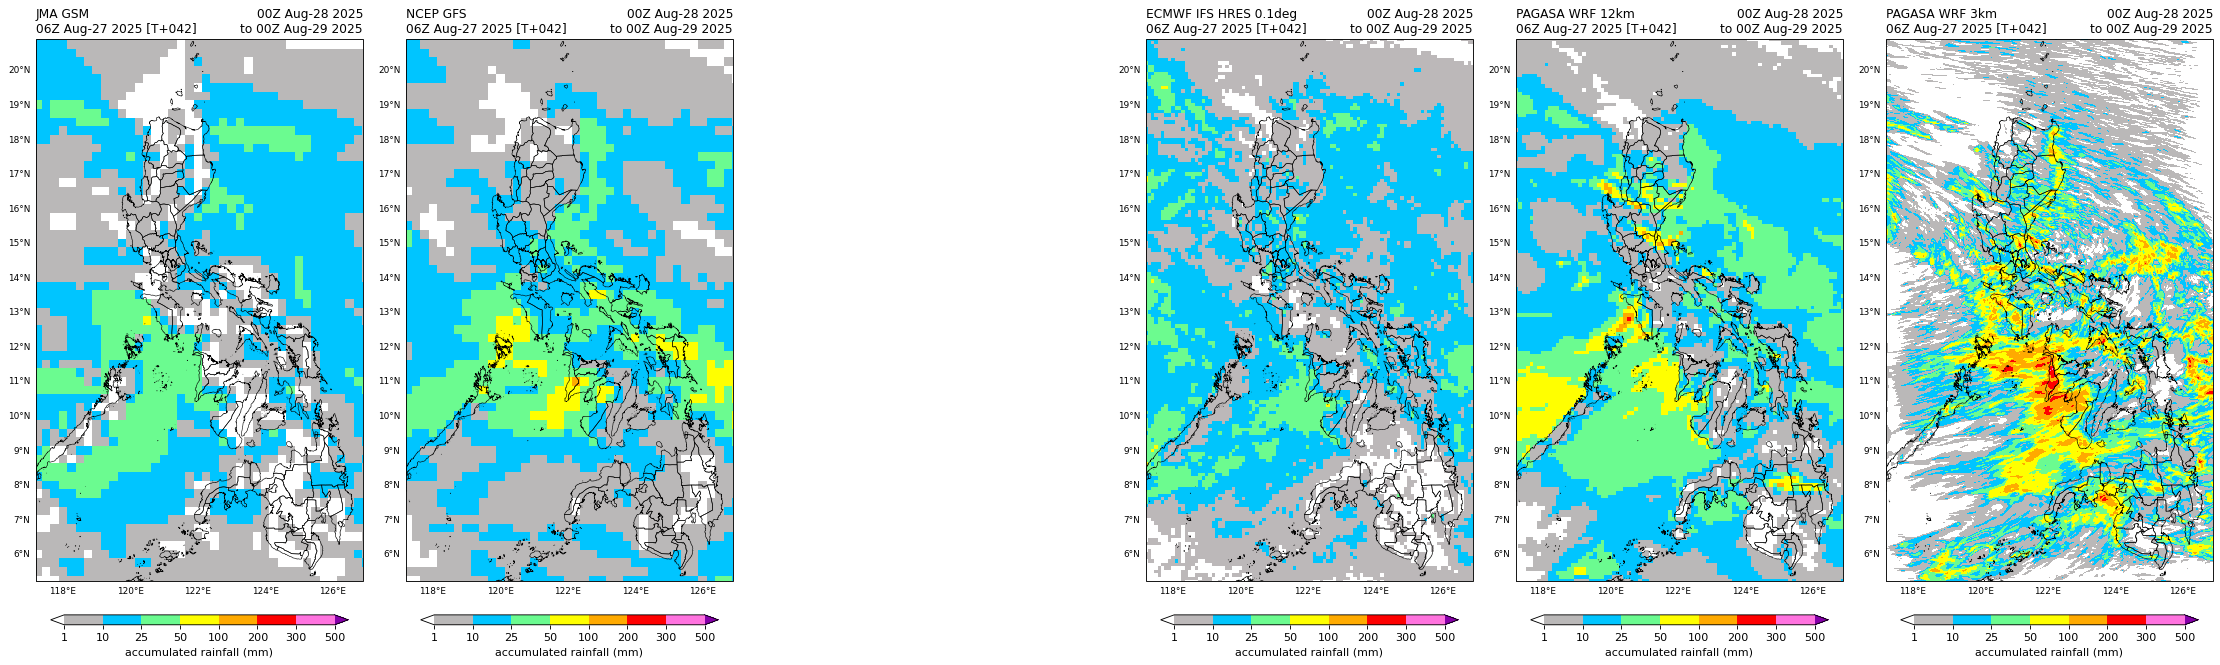 JMA GSM 00Z Aug-28 2025
06Z Aug-27 2025 [T+042] to 00Z Aug-29 2025
20°N
19°N
18°N
17°N
16°N
15°N
14°N
13°N
12°N
11°N
10°N
9°N
8°N
7°N
6°N
118°E 120°E 122°E 124°E 126°E
1 10 25 50 100 200 300 500
accumulated rainfall (mm)
NCEP GFS 00Z Aug-28 2025
06Z Aug-27 2025 [T+042] to 00Z Aug-29 2025
20°N
19°N
18°N
17°N
16°N
15°N
14°N
13°N
12°N
11°N
10°N
9°N
8°N
7°N
6°N
118°E 120°E 122°E 124°E 126°E
1 10 25 50 100 200 300 500
accumulated rainfall (mm)
ECMWF IFS HRES 0.1deg 00Z Aug-28 2025
06Z Aug-27 2025 [T+042] to 00Z Aug-29 2025
20°N
19°N
18°N
17°N
16°N
15°N
14°N
13°N
12°N
11°N
10°N
9°N
8°N
7°N
6°N
118°E 120°E 122°E 124°E 126°E
1 10 25 50 100 200 300 500
accumulated rainfall (mm)
PAGASA WRF 12km 00Z Aug-28 2025
06Z Aug-27 2025 [T+042] to 00Z Aug-29 2025
20°N
19°N
18°N
17°N
16°N
15°N
14°N
13°N
12°N
11°N
10°N
9°N
8°N
7°N
6°N
118°E 120°E 122°E 124°E 126°E
1 10 25 50 100 200 300 500
accumulated rainfall (mm)
PAGASA WRF 3km 00Z Aug-28 2025
06Z Aug-27 2025 [T+042] to 00Z Aug-29 2025
20°N
19°N
18°N
17°N
16°N
15°N
14°N
13°N
12°N
11°N
10°N
9°N
8°N
7°N
6°N
118°E 120°E 122°E 124°E 126°E
1 10 25 50 100 200 300 500
accumulated rainfall (mm)